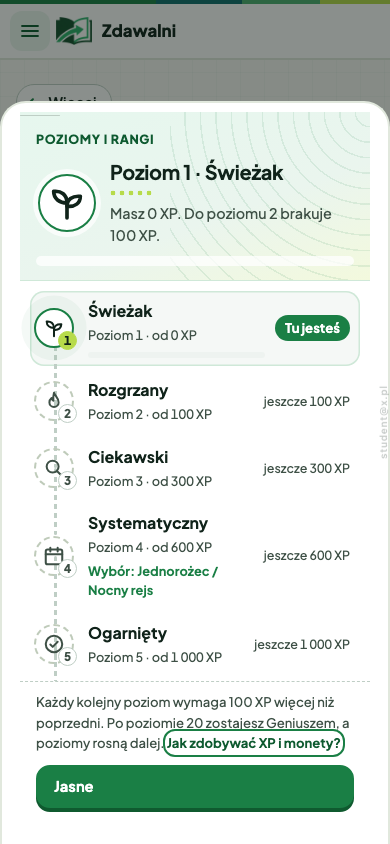 Zdawalni
POZIOMY I RANGI
Poziom 1 · Świeżak
Masz 0 XP. Do poziomu 2 brakuje
100 XP.
Świeżak
Poziom 1 · od 0 XP
Tu jesteś
1
Rozgrzany
Poziom 2 · od 100 XP
jeszcze 100 XP
2
Ciekawski
Poziom 3 · od 300 XP
jeszcze 300 XP
3
Systematyczny
Poziom 4 · od 600 XP
Wybór: Jednorożec /
Nocny rejs
jeszcze 600 XP
4
Ogarnięty
Poziom 5 · od 1 000 XP
jeszcze 1 000 XP
5
student@x.pl
Każdy kolejny poziom wymaga 100 XP więcej niż
poprzedni. Po poziomie 20 zostajesz Geniuszem, a
poziomy rosną dalej. Jak zdobywać XP i monety?
Jasne